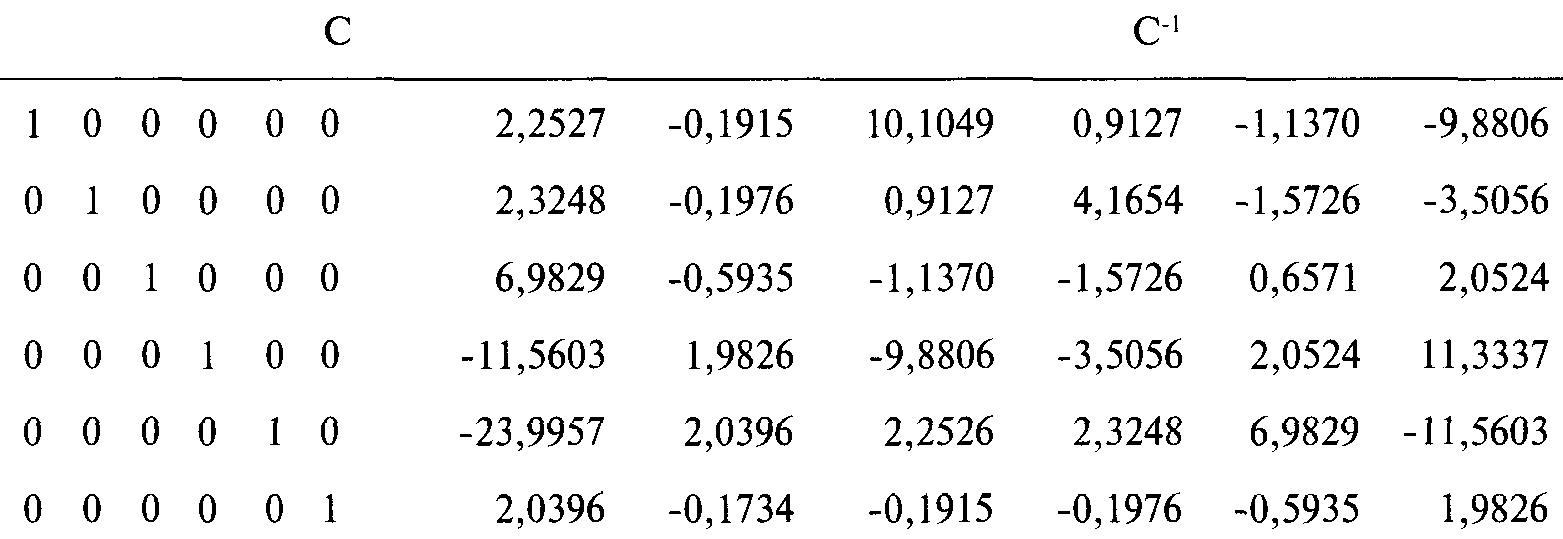 C C-1
1 0 0 0 0 0 2,2527 -0,1915 10,1049 0,9127 -1,1370 -9,8806
0 1 0 0 0 0 2,3248 -0,1976 0,9127 4,1654 -1,5726 -3,5056
0 0 1 0 0 0 6,9829 -0,5935 -1,1370 -1,5726 0,6571 2,0524
0 0 0 1 0 0 -11,5603 1,9826 -9,8806 -3,5056 2,0524 11,3337
0 0 0 0 1 0 -23,9957 2,0396 2,2526 2,3248 6,9829 -11,5603
0 0 0 0 0 1 2,0396 -0,1734 -0,1915 -0,1976 -0,5935 1,9826